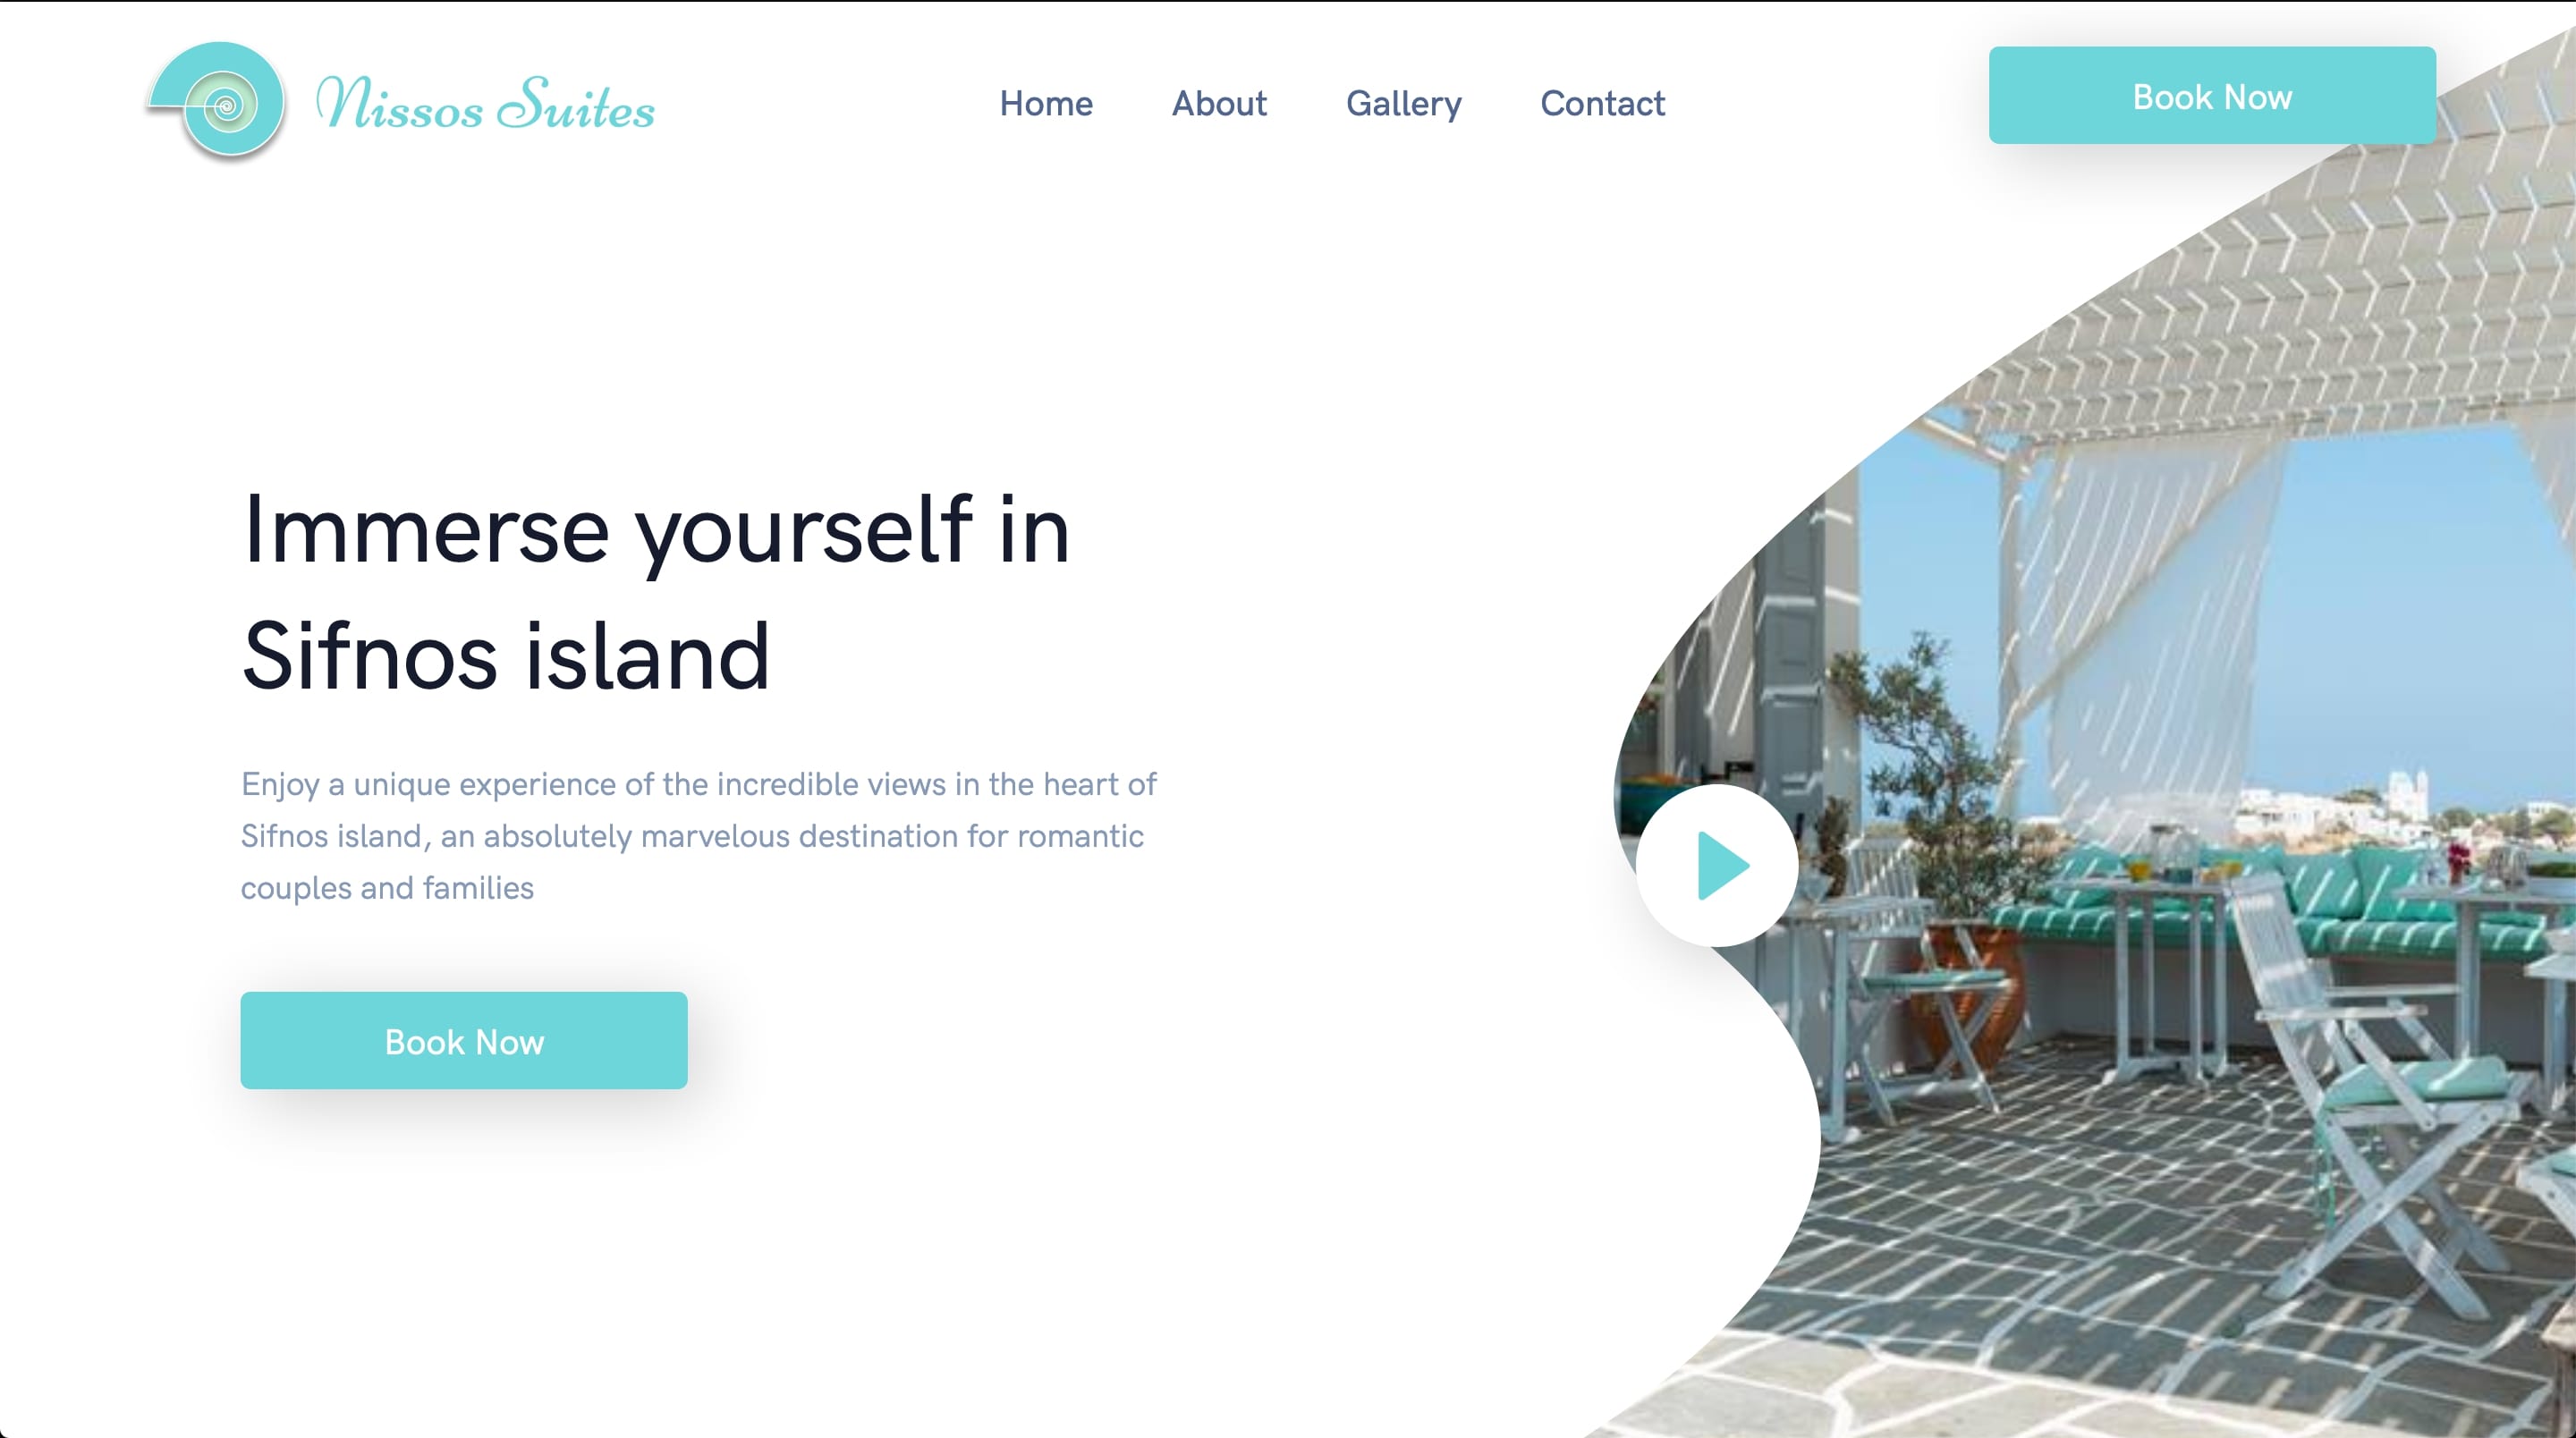 Nissos Suites
Home
About
Gallery
Contact
Book Now
Immerse yourself in
Sifnos island
Enjoy a unique experience of the incredible views in the heart of
Sifnos island, an absolutely marvelous destination for romantic
couples and families
Book Now